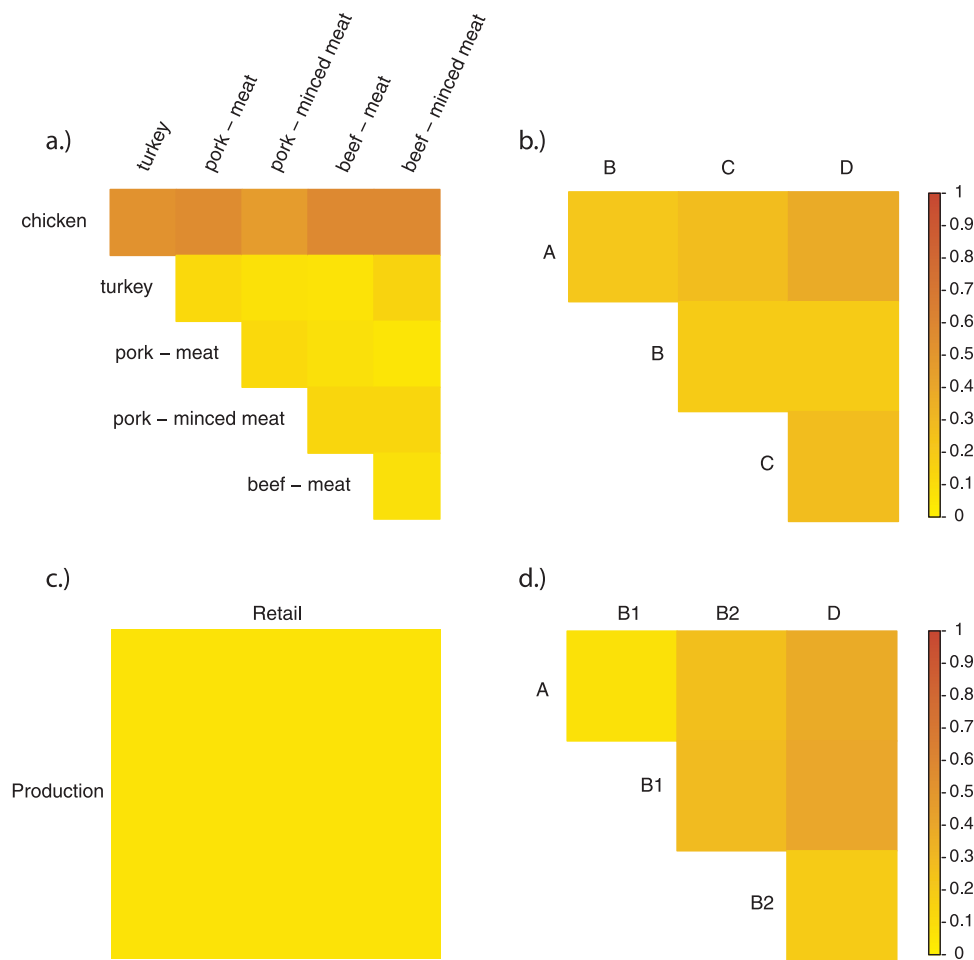 a.)
turkey
pork – meat
pork – minced meat
beef – meat
beef – minced meat
chicken
turkey
pork – meat
pork – minced meat
beef – meat
b.)
B C D
A
B
C
1
0.9
0.8
0.7
0.6
0.5
0.4
0.3
0.2
0.1
0
c.)
Retail
Production
d.)
B1 B2 D
A
B1
B2
1
0.9
0.8
0.7
0.6
0.5
0.4
0.3
0.2
0.1
0